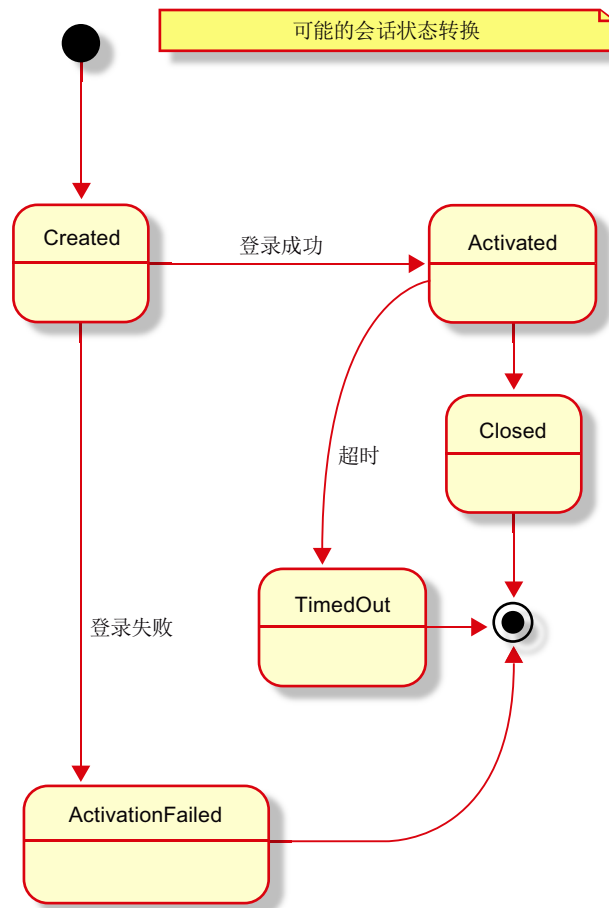 可能的会话状态转换
Created
登录成功
Activated
Closed
超时
TimedOut
登录失败
ActivationFailed